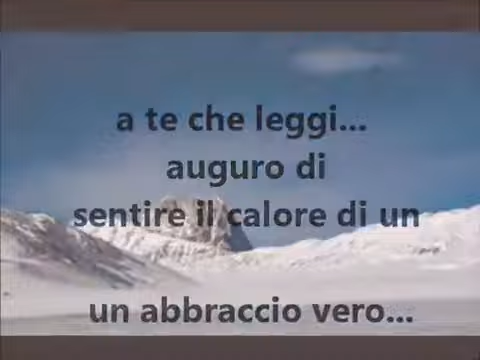 a te che leggi...
auguro di
sentire il calore di un
un abbraccio vero...